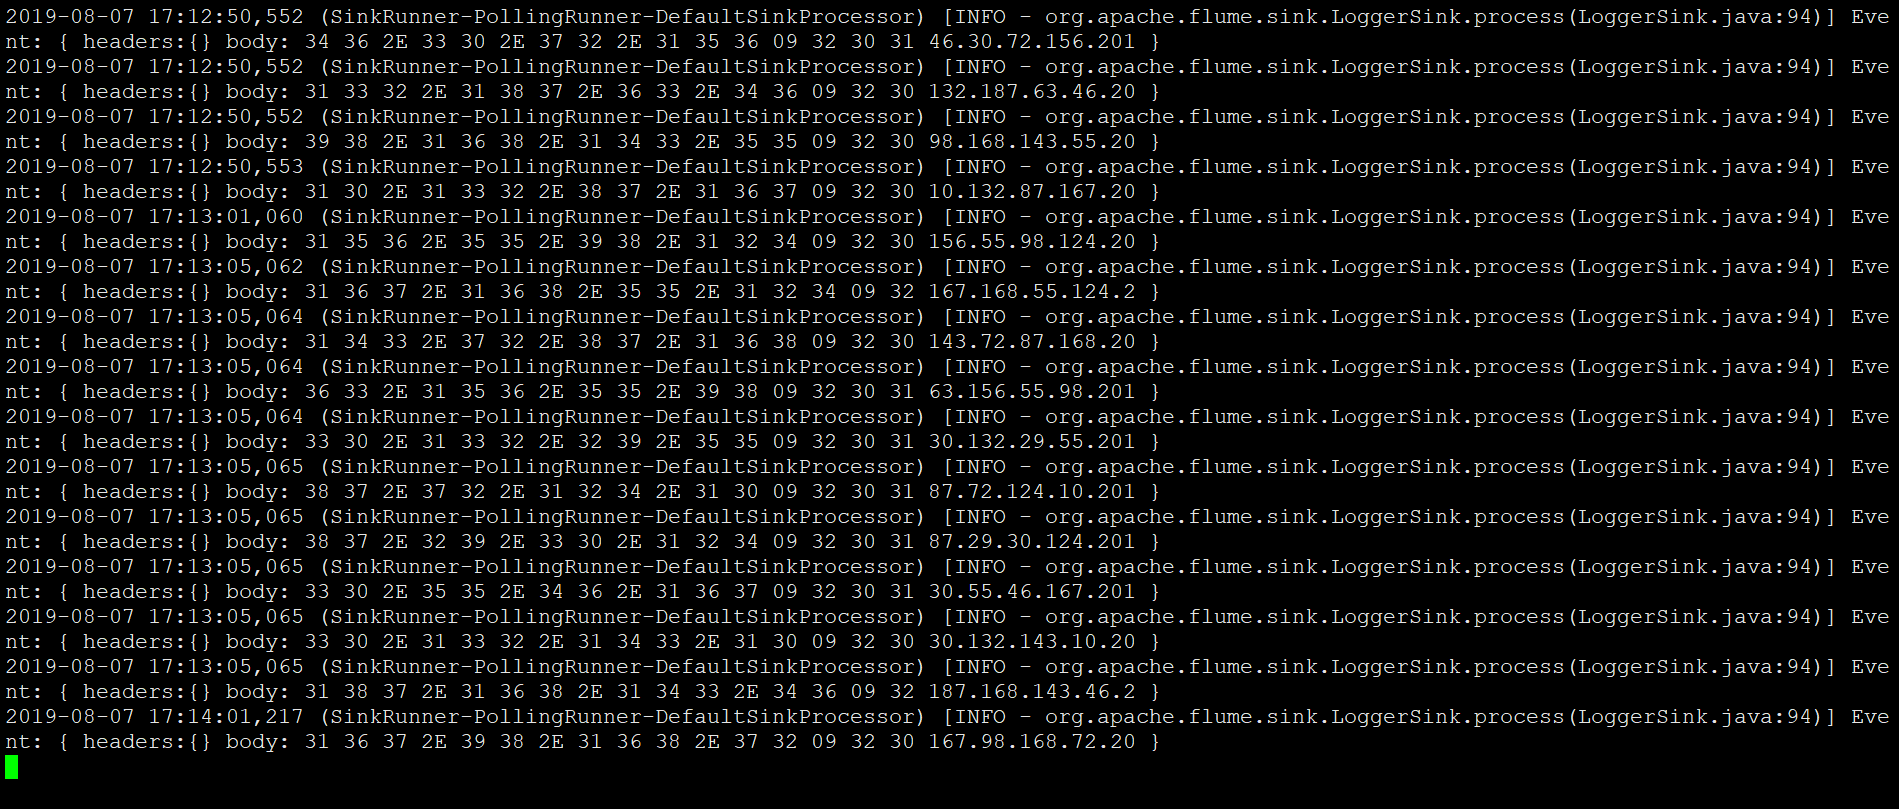 2019-08-07 17:12:50,552 (SinkRunner-PollingRunner-DefaultSinkProcessor) [INFO - org.apache.flume.sink.LoggerSink.process(LoggerSink.java:94)] Eve
nt: { headers:{} body: 34 36 2E 33 30 2E 37 32 2E 31 35 36 09 32 30 31 46.30.72.156.201 }
2019-08-07 17:12:50,552 (SinkRunner-PollingRunner-DefaultSinkProcessor) [INFO - org.apache.flume.sink.LoggerSink.process(LoggerSink.java:94)] Eve
nt: { headers:{} body: 31 33 32 2E 31 38 37 2E 36 33 2E 34 36 09 32 30 132.187.63.46.20 }
2019-08-07 17:12:50,552 (SinkRunner-PollingRunner-DefaultSinkProcessor) [INFO - org.apache.flume.sink.LoggerSink.process(LoggerSink.java:94)] Eve
nt: { headers:{} body: 39 38 2E 31 36 38 2E 31 34 33 2E 35 35 09 32 30 98.168.143.55.20 }
2019-08-07 17:12:50,553 (SinkRunner-PollingRunner-DefaultSinkProcessor) [INFO - org.apache.flume.sink.LoggerSink.process(LoggerSink.java:94)] Eve
nt: { headers:{} body: 31 30 2E 31 33 32 2E 38 37 2E 31 36 37 09 32 30 10.132.87.167.20 }
2019-08-07 17:13:01,060 (SinkRunner-PollingRunner-DefaultSinkProcessor) [INFO - org.apache.flume.sink.LoggerSink.process(LoggerSink.java:94)] Eve
nt: { headers:{} body: 31 35 36 2E 35 35 2E 39 38 2E 31 32 34 09 32 30 156.55.98.124.20 }
2019-08-07 17:13:05,062 (SinkRunner-PollingRunner-DefaultSinkProcessor) [INFO - org.apache.flume.sink.LoggerSink.process(LoggerSink.java:94)] Eve
nt: { headers:{} body: 31 36 37 2E 31 36 38 2E 35 35 2E 31 32 34 09 32 167.168.55.124.2 }
2019-08-07 17:13:05,064 (SinkRunner-PollingRunner-DefaultSinkProcessor) [INFO - org.apache.flume.sink.LoggerSink.process(LoggerSink.java:94)] Eve
nt: { headers:{} body: 31 34 33 2E 37 32 2E 38 37 2E 31 36 38 09 32 30 143.72.87.168.20 }
2019-08-07 17:13:05,064 (SinkRunner-PollingRunner-DefaultSinkProcessor) [INFO - org.apache.flume.sink.LoggerSink.process(LoggerSink.java:94)] Eve
nt: { headers:{} body: 36 33 2E 31 35 36 2E 35 35 2E 39 38 09 32 30 31 63.156.55.98.201 }
2019-08-07 17:13:05,064 (SinkRunner-PollingRunner-DefaultSinkProcessor) [INFO - org.apache.flume.sink.LoggerSink.process(LoggerSink.java:94)] Eve
nt: { headers:{} body: 33 30 2E 31 33 32 2E 32 39 2E 35 35 09 32 30 31 30.132.29.55.201 }
2019-08-07 17:13:05,065 (SinkRunner-PollingRunner-DefaultSinkProcessor) [INFO - org.apache.flume.sink.LoggerSink.process(LoggerSink.java:94)] Eve
nt: { headers:{} body: 38 37 2E 37 32 2E 31 32 34 2E 31 30 09 32 30 31 87.72.124.10.201 }
2019-08-07 17:13:05,065 (SinkRunner-PollingRunner-DefaultSinkProcessor) [INFO - org.apache.flume.sink.LoggerSink.process(LoggerSink.java:94)] Eve
nt: { headers:{} body: 38 37 2E 32 39 2E 33 30 2E 31 32 34 09 32 30 31 87.29.30.124.201 }
2019-08-07 17:13:05,065 (SinkRunner-PollingRunner-DefaultSinkProcessor) [INFO - org.apache.flume.sink.LoggerSink.process(LoggerSink.java:94)] Eve
nt: { headers:{} body: 33 30 2E 35 35 2E 34 36 2E 31 36 37 09 32 30 31 30.55.46.167.201 }
2019-08-07 17:13:05,065 (SinkRunner-PollingRunner-DefaultSinkProcessor) [INFO - org.apache.flume.sink.LoggerSink.process(LoggerSink.java:94)] Eve
nt: { headers:{} body: 33 30 2E 31 33 32 2E 31 34 33 2E 31 30 09 32 30 30.132.143.10.20 }
2019-08-07 17:13:05,065 (SinkRunner-PollingRunner-DefaultSinkProcessor) [INFO - org.apache.flume.sink.LoggerSink.process(LoggerSink.java:94)] Eve
nt: { headers:{} body: 31 38 37 2E 31 36 38 2E 31 34 33 2E 34 36 09 32 187.168.143.46.2 }
2019-08-07 17:14:01,217 (SinkRunner-PollingRunner-DefaultSinkProcessor) [INFO - org.apache.flume.sink.LoggerSink.process(LoggerSink.java:94)] Eve
nt: { headers:{} body: 31 36 37 2E 39 38 2E 31 36 38 2E 37 32 09 32 30 167.98.168.72.20 }